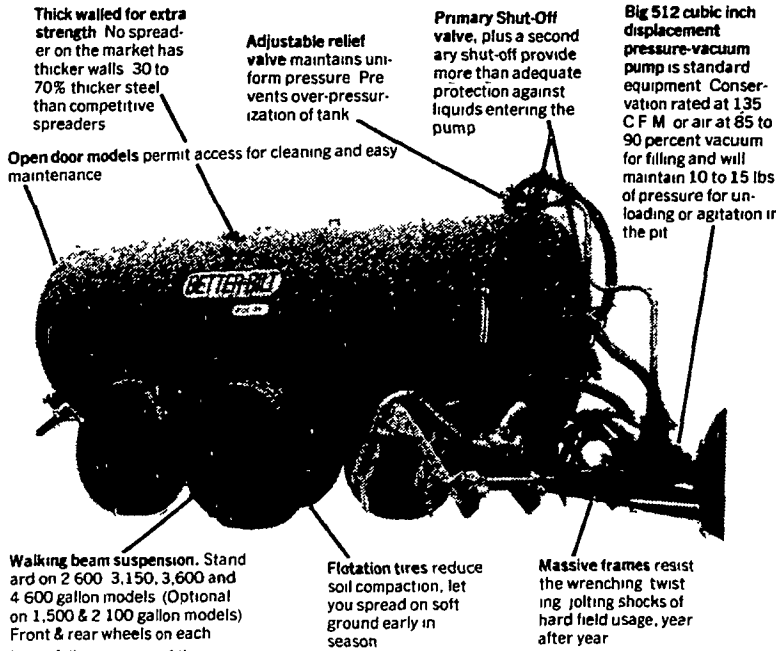 Thick walled for extra
strength No spread-
er on the market has
thicker walls 30 to
70% thicker steel
than competitive
spreaders
Adjustable relief
valve maintains uni-
form pressure Pre
vents over-pressur-
ization of tank
Primary Shut-Off
valve, plus a second
ary shut-off provide
more than adequate
protection against
liquids entering the
pump
Big 512 cubic inch
displacement
pressure-vacuum
pump is standard
equipment Conser-
vation rated at 135
C F M or air at 85 to
90 percent vacuum
for filling and will
maintain 10 to 15 lbs
of pressure for un-
loading or agitation in
the pit
Open door models permit access for cleaning and easy
maintenance
BETTER-BILT
Walking beam suspension. Stand
ard on 2 600 3,150, 3,600 and
4 600 gallon models (Optional
on 1,500 & 2 100 gallon models)
Front & rear wheels on each
Flotation tires reduce
soil compaction, let
you spread on soft
ground early in
season
Massive frames resist
the wrenching twist
ing jolting shocks of
hard field usage, year
after year